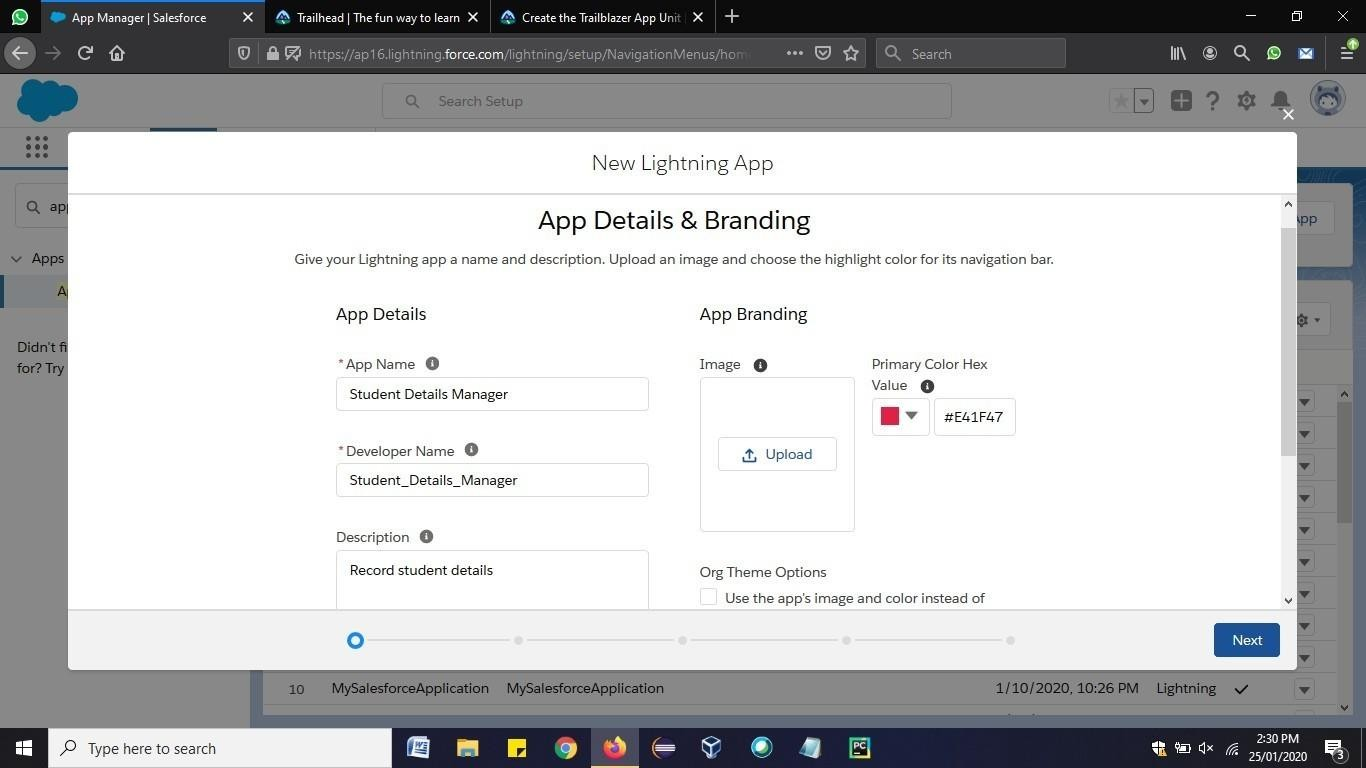 App Manager | Salesforce
Trailhead | The fun way to learn
Create the Trailblazer App Unit
https://ap16.lightning.force.com/lightning/setup/NavigationMenus/hom
Search
Search Setup
New Lightning App
app
App
App Details & Branding
Give your Lightning app a name and description. Upload an image and choose the highlight color for its navigation bar.
Apps
A
App Details
App Branding
Didn't fi
for? Try
*App Name
Image
Primary Color Hex
Value
Student Details Manager
#E41F47
*Developer Name
Upload
Student_Details_Manager
Description
Record student details
Org Theme Options
Use the app's image and color instead of
Next
10 MySalesforceApplication MySalesforceApplication 1/10/2020, 10:26 PM Lightning
Type here to search
PC
2:30 PM
25/01/2020
3